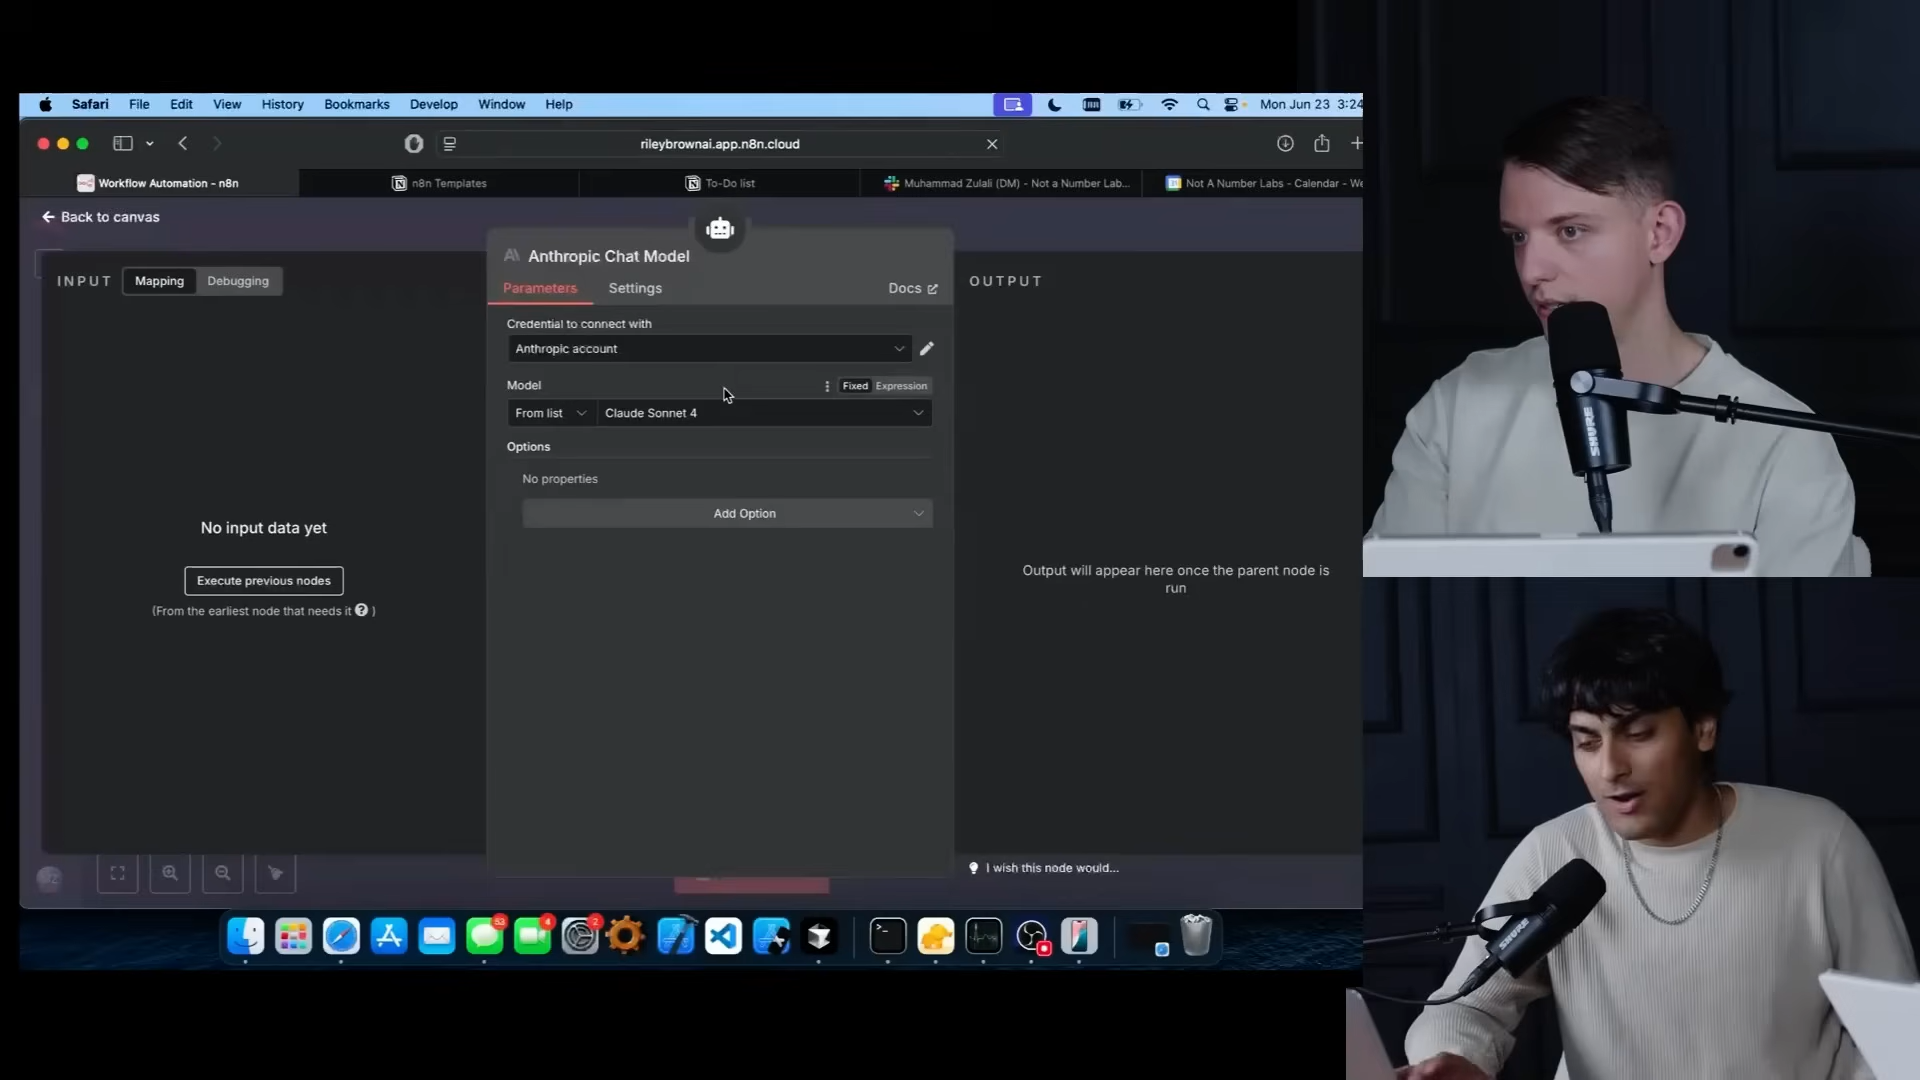 Safari File Edit View History Bookmarks Develop Window Help Mon Jun 23 3:24
rileybrownai.app.n8n.cloud
Workflow Automation - n8n
n8n Templates
To-Do list
Muhammad Zulali (DM) - Not a Number Lab...
Not A Number Labs - Calendar - We
Back to canvas
INPUT
Mapping
Debugging
No input data yet
Execute previous nodes
(From the earliest node that needs it ? )
Anthropic Chat Model
Parameters
Settings
Docs
Credential to connect with
Anthropic account
Model
Fixed
Expression
From list
Claude Sonnet 4
Options
No properties
Add Option
OUTPUT
Output will appear here once the parent node is
run
I wish this node would...
53
4
2
SHURE
SHURE